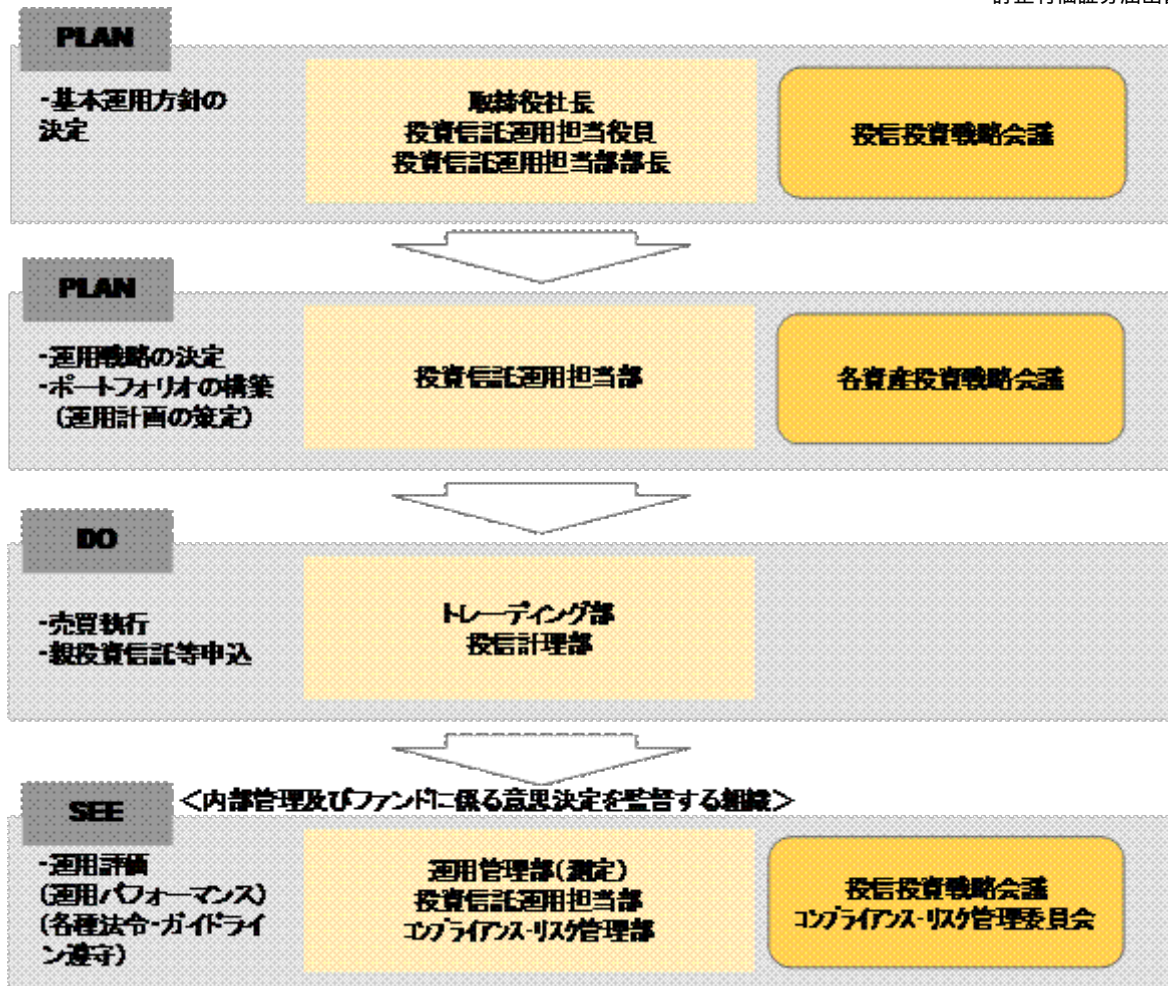 PLAN
-基本運用方針の
決定
取締役社長
投資信託運用担当役員
投資信託運用担当部部長
投信投資戦略会議
PLAN
-運用戦略の決定
-ポートフォリオの構築
(運用計画の策定)
投資信託運用担当部
各資産投資戦略会議
DO
-売買執行
-親投資信託等申込
トレーディング部
投信計理部
SEE
<内部管理及びファンドに係る意思決定を監督する組織>
-運用評価
(運用パフォーマンス)
(各種法令-ガイドライ
ン遵守)
運用管理部(測定)
投資信託運用担当部
コンプライアンス-リスク管理部
投信投資戦略会議
コンプライアンス-リスク管理委員会